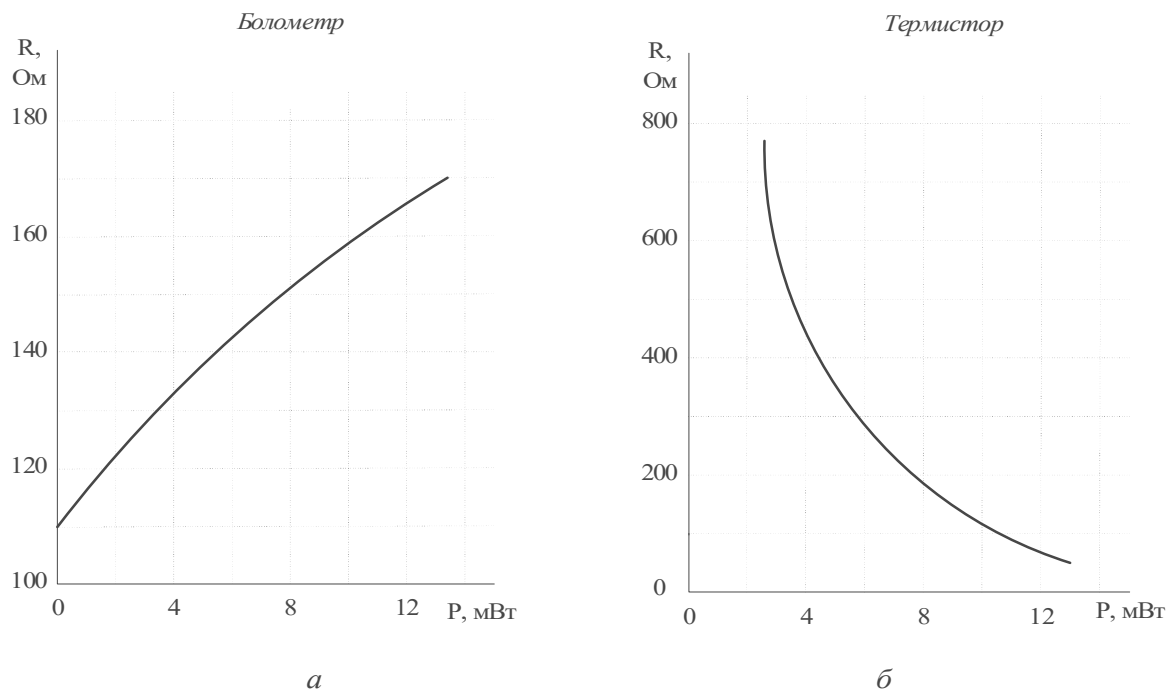 Болометр
R,
Ом
180
160
140
120
100
0 4 8 12 P, мВт
а
Термистор
R,
Ом
800
600
400
200
0
0 4 8 12 P, мВт
б